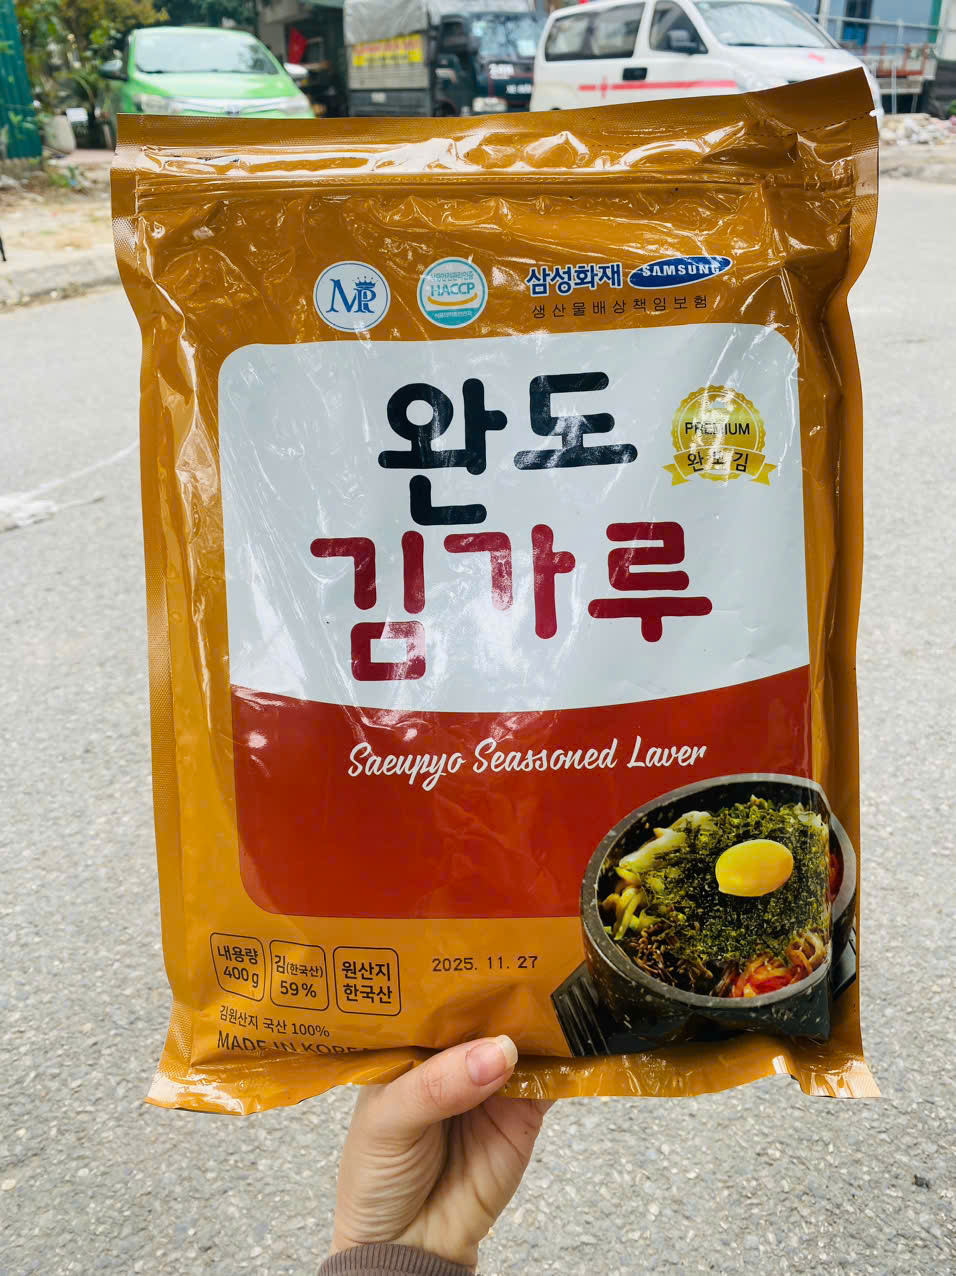 MR
HACCP
삼성화재 SAMSUNG
생산물배상책임보험
완도
김가루
PREMIUM
완도김
Saeupyo Seassoned Laver
내용량
400g
김(한국산)
59%
원산지
한국산
2025. 11. 27
김원산지 국산 100%
MADE IN KOREA